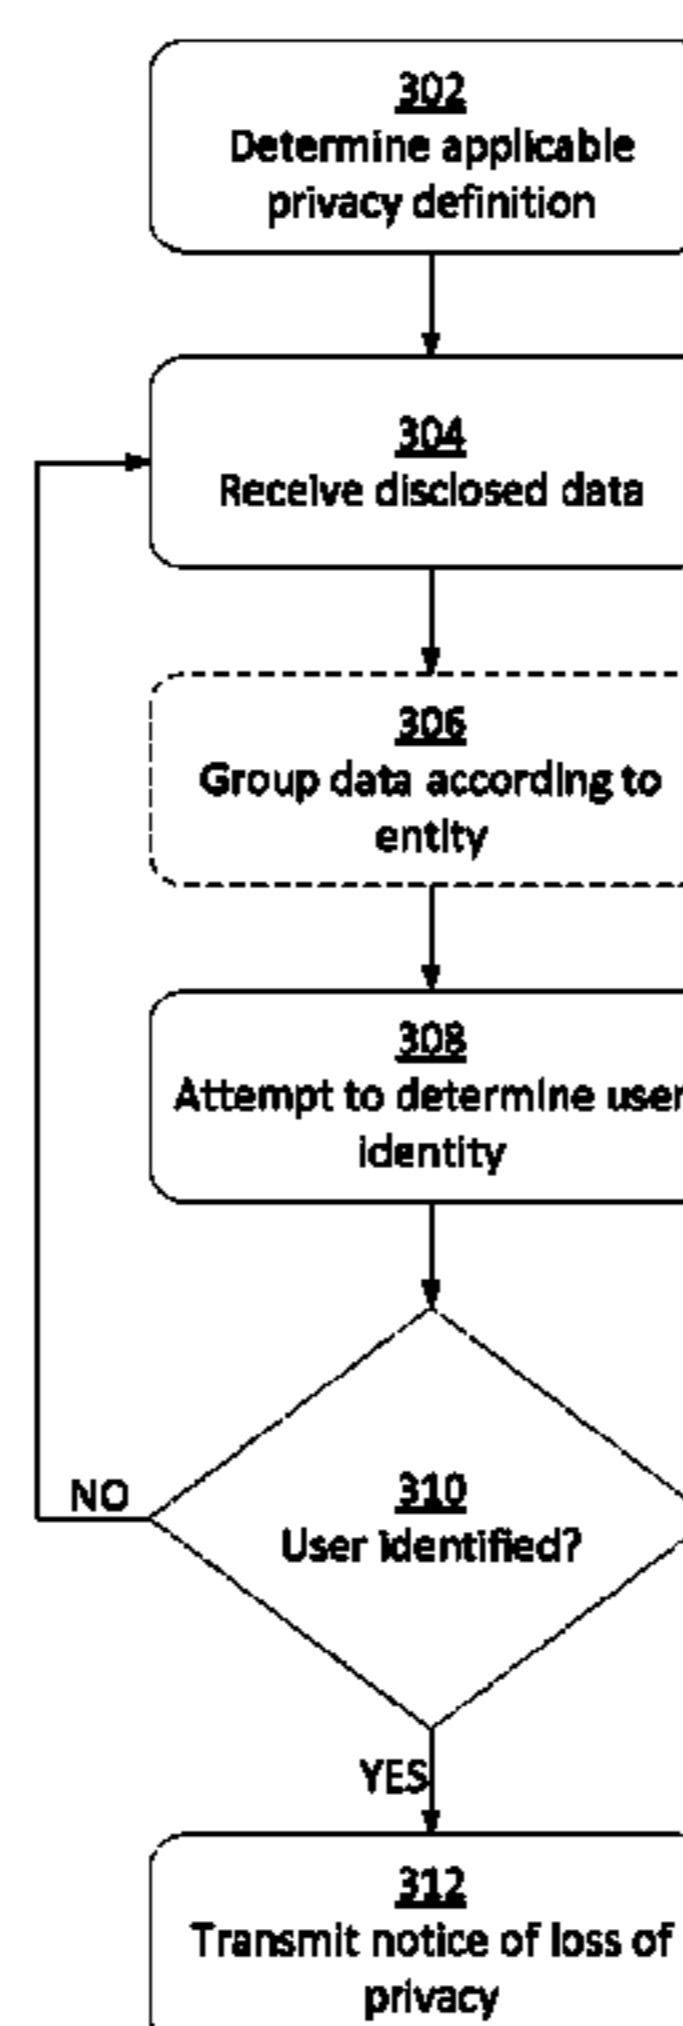 302
Determine applicable
privacy definition
304
Receive disclosed data
306
Group data according to
entity
308
Attempt to determine user
identity
310
User identified?
NO
YES
312
Transmit notice of loss of
privacy